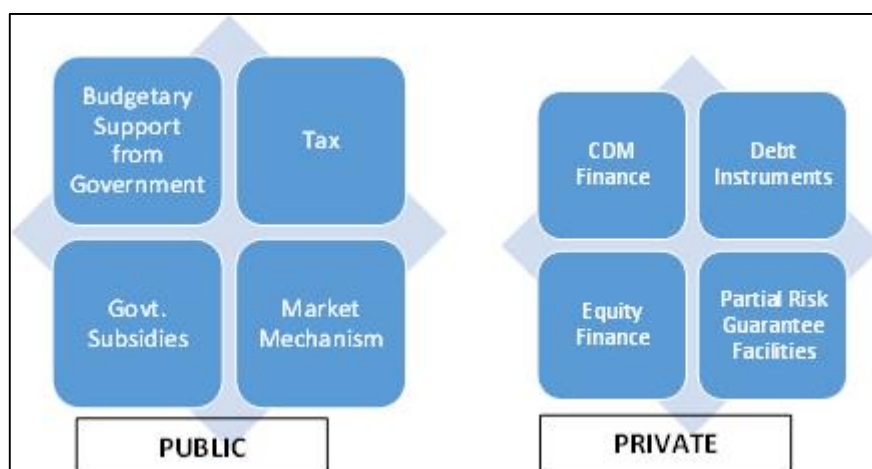 Budgetary
Support
from
Government
Tax
Govt.
Subsidies
Market
Mechanism
PUBLIC
CDM
Finance
Debt
Instruments
Equity
Finance
Partial Risk
Guarantee
Facilities
PRIVATE